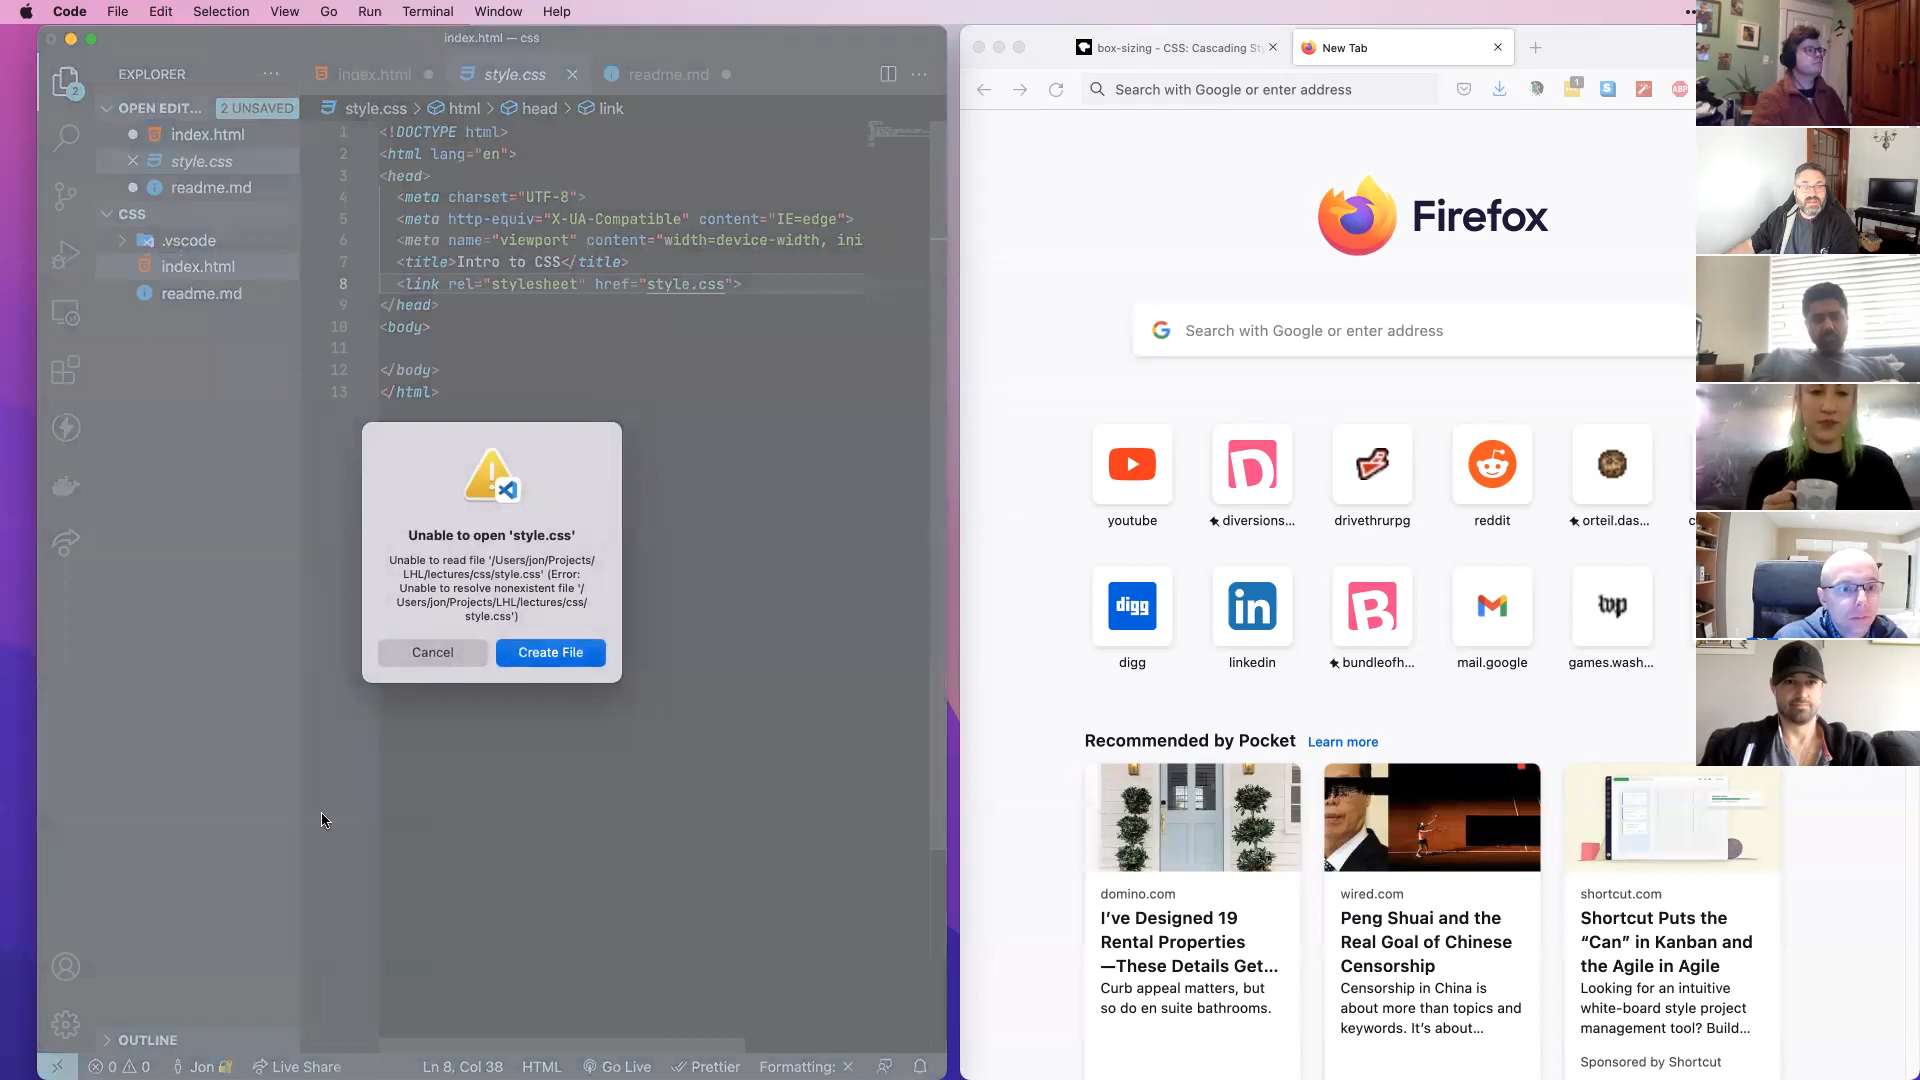 Code File Edit Selection View Go Run Terminal Window Help
index.html — css
EXPLORER
OPEN EDIT... 2 UNSAVED
index.html
style.css
readme.md
CSS
.vscode
index.html
readme.md
OUTLINE
2
index.html style.css readme.md
style.css > html > head > link
1 <!DOCTYPE html>
2 <html lang="en">
3 <head>
4 <meta charset="UTF-8">
5 <meta http-equiv="X-UA-Compatible" content="IE=edge">
6 <meta name="viewport" content="width=device-width, ini
7 <title>Intro to CSS</title>
8 <link rel="stylesheet" href="style.css">
9 </head>
10 <body>
11
12 </body>
13 </html>
Unable to open 'style.css'
Unable to read file '/Users/jon/Projects/
LHL/lectures/css/style.css' (Error:
Unable to resolve nonexistent file '/
Users/jon/Projects/LHL/lectures/css/
style.css')
Cancel Create File
0 0 Jon Live Share Ln 8, Col 38 HTML Go Live Prettier Formatting:
box-sizing - CSS: Cascading St New Tab
Search with Google or enter address
1 S ABP
Firefox
Search with Google or enter address
youtube diversions... drivethrurpg reddit orteil.das...
digg
in
B
wp
digg linkedin bundleofh... mail.google games.wash...
Recommended by Pocket Learn more
domino.com
I've Designed 19
Rental Properties
—These Details Get...
Curb appeal matters, but
so do en suite bathrooms.
wired.com
Peng Shuai and the
Real Goal of Chinese
Censorship
Censorship in China is
about more than topics and
keywords. It's about...
shortcut.com
Shortcut Puts the
“Can” in Kanban and
the Agile in Agile
Looking for an intuitive
white-board style project
management tool? Build...
Sponsored by Shortcut